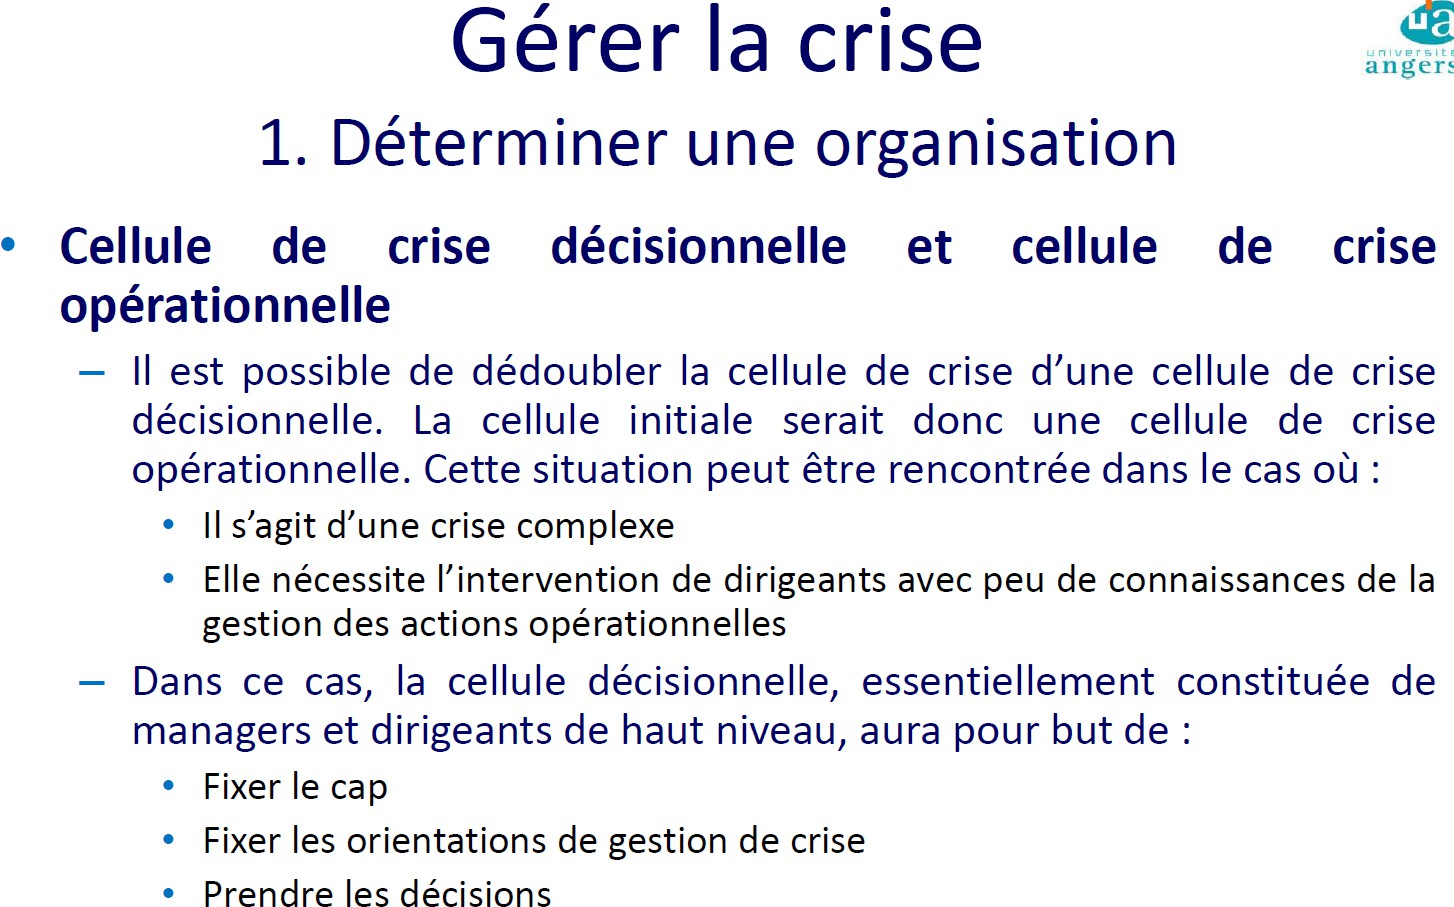 Gérer la crise
université
angers
1. Déterminer une organisation
• Cellule de crise décisionnelle et cellule de crise
opérationnelle
– Il est possible de dédoubler la cellule de crise d’une cellule de crise
décisionnelle. La cellule initiale serait donc une cellule de crise
opérationnelle. Cette situation peut être rencontrée dans le cas où :
• Il s’agit d’une crise complexe
• Elle nécessite l’intervention de dirigeants avec peu de connaissances de la
gestion des actions opérationnelles
– Dans ce cas, la cellule décisionnelle, essentiellement constituée de
managers et dirigeants de haut niveau, aura pour but de :
• Fixer le cap
• Fixer les orientations de gestion de crise
• Prendre les décisions